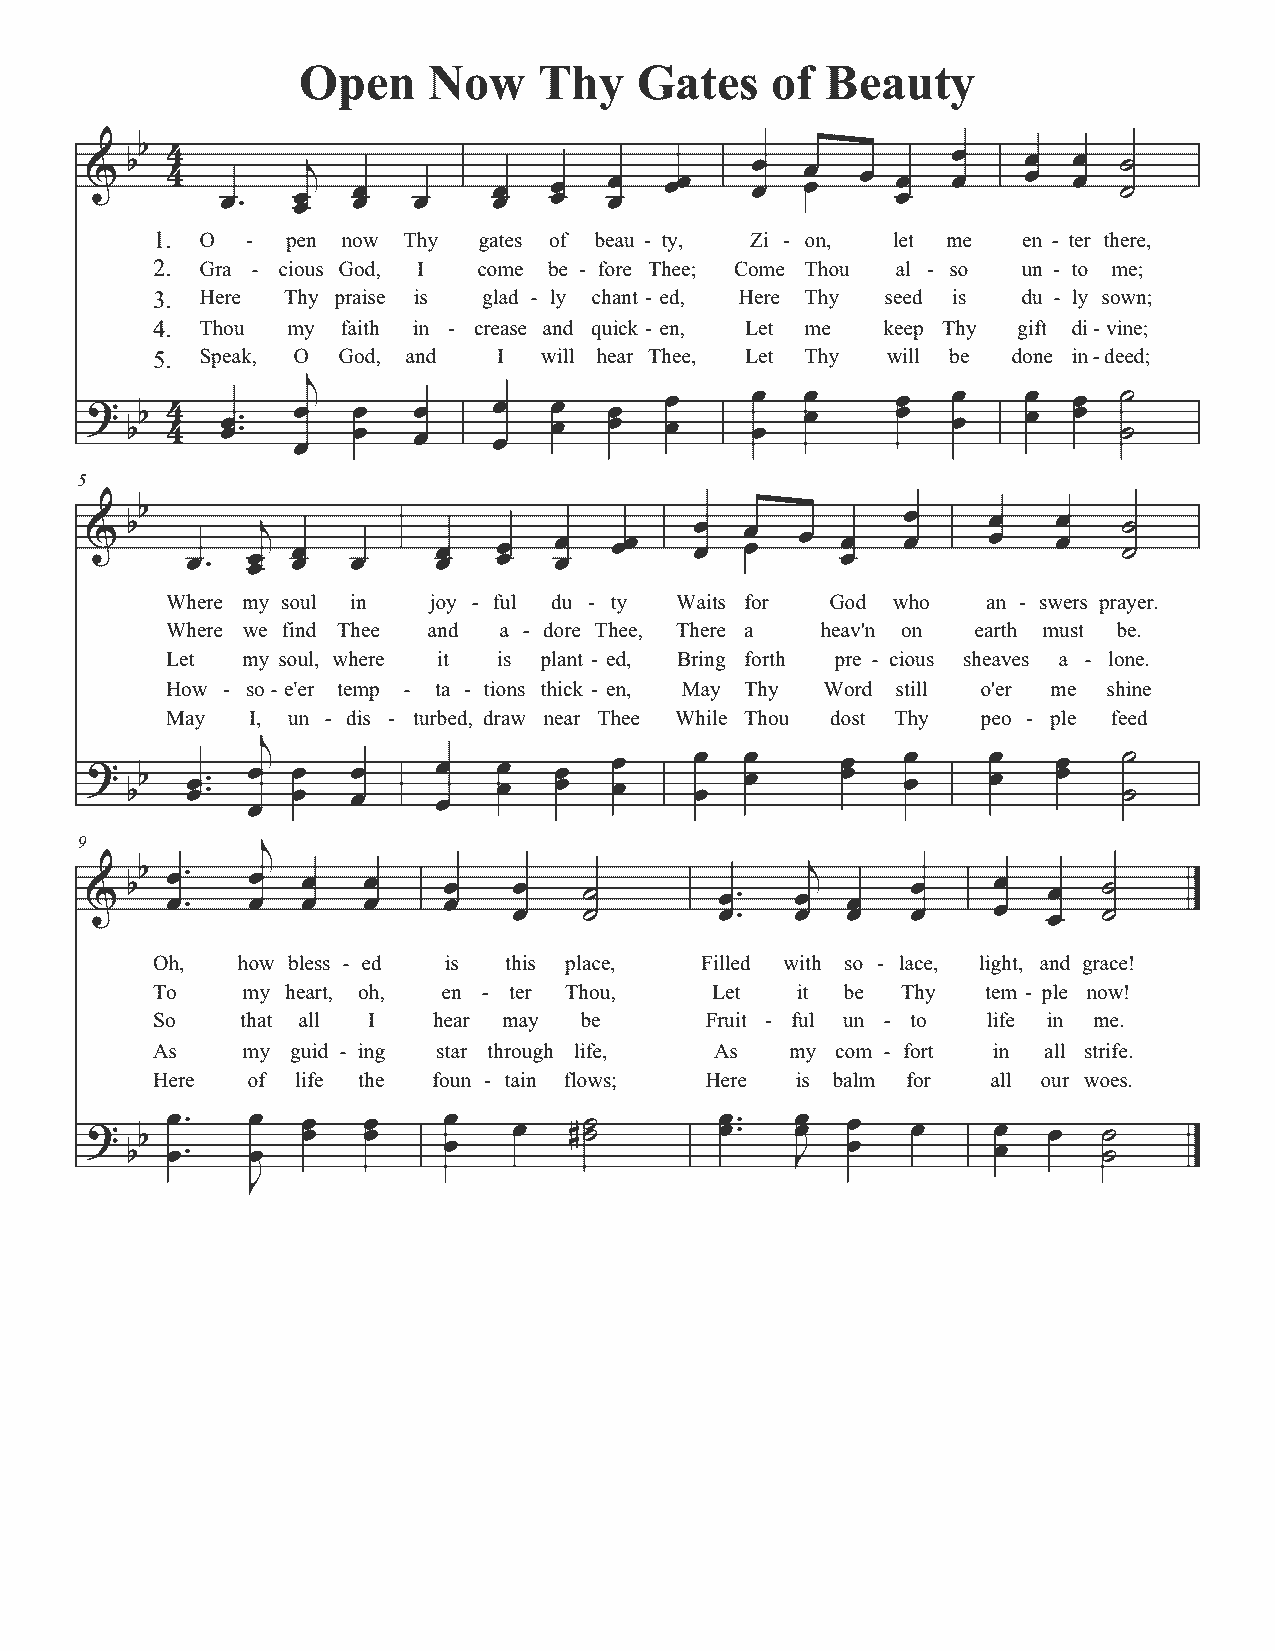 Open Now Thy Gates of Beauty
1. O - pen now Thy gates of beau - ty, Zi - on, let me en - ter there,
2. Gra - cious God, I come be - fore Thee; Come Thou al - so un - to me;
3. Here Thy praise is glad - ly chant - ed, Here Thy seed is du - ly sown;
4. Thou my faith in - crease and quick - en, Let me keep Thy gift di - vine;
5. Speak, O God, and I will hear Thee, Let Thy will be done in - deed;
5
Where my soul in joy - ful du - ty Waits for God who an - swers prayer.
Where we find Thee and a - dore Thee, There a heav'n on earth must be.
Let my soul, where it is plant - ed, Bring forth pre - cious sheaves a - lone.
How - so - e'er temp - ta - tions thick - en, May Thy Word still o'er me shine
May I, un - dis - turbed, draw near Thee While Thou dost Thy peo - ple feed
9
Oh, how bless - ed is this place, Filled with so - lace, light, and grace!
To my heart, oh, en - ter Thou, Let it be Thy tem - ple now!
So that all I hear may be Fruit - ful un - to life in me.
As my guid - ing star through life, As my com - fort in all strife.
Here of life the foun - tain flows; Here is balm for all our woes.